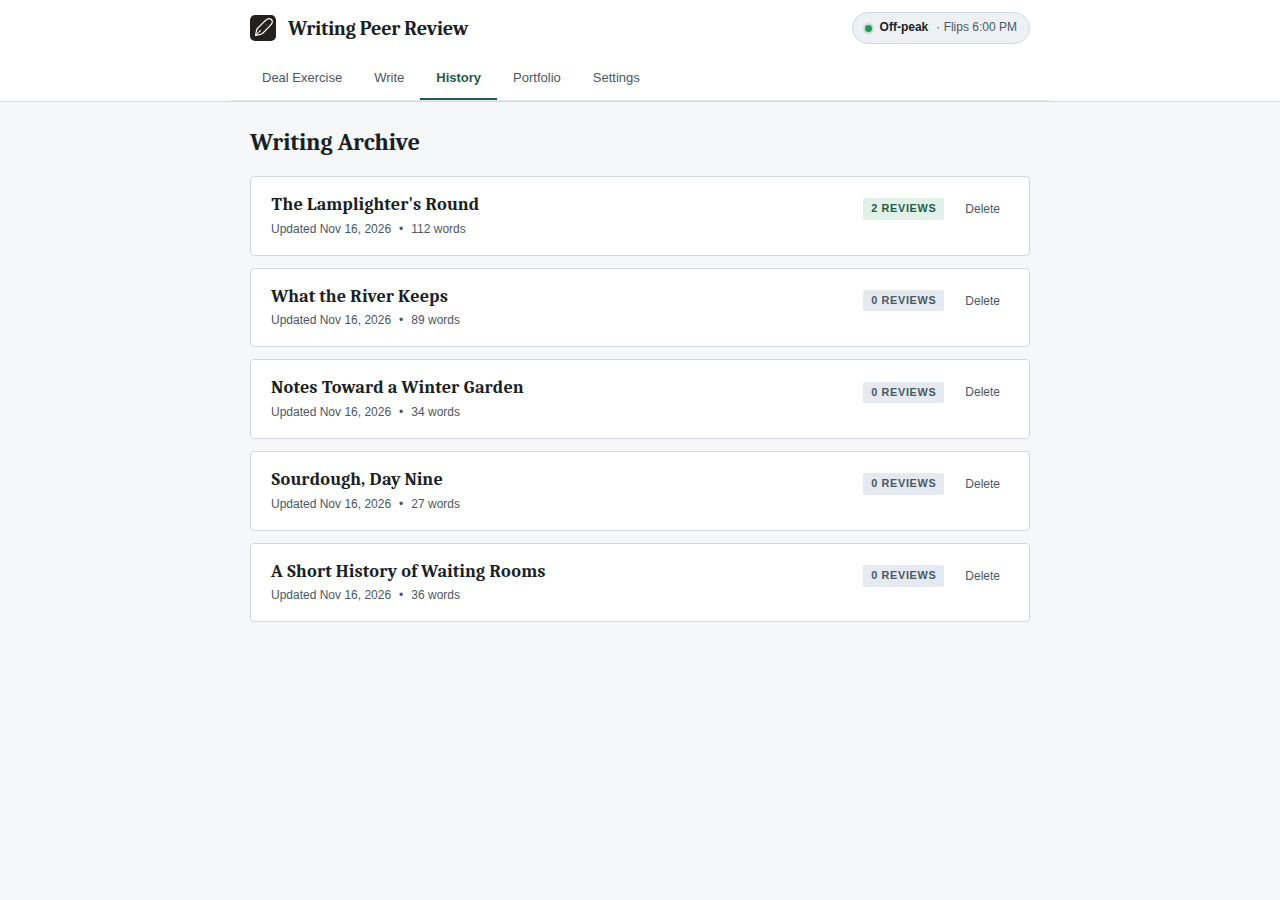 Writing Peer Review
Off-peak · Flips 6:00 PM
Deal Exercise Write History Portfolio Settings
Writing Archive
The Lamplighter's Round
2 REVIEWS Delete
Updated Nov 16, 2026 • 112 words
What the River Keeps
0 REVIEWS Delete
Updated Nov 16, 2026 • 89 words
Notes Toward a Winter Garden
0 REVIEWS Delete
Updated Nov 16, 2026 • 34 words
Sourdough, Day Nine
0 REVIEWS Delete
Updated Nov 16, 2026 • 27 words
A Short History of Waiting Rooms
0 REVIEWS Delete
Updated Nov 16, 2026 • 36 words